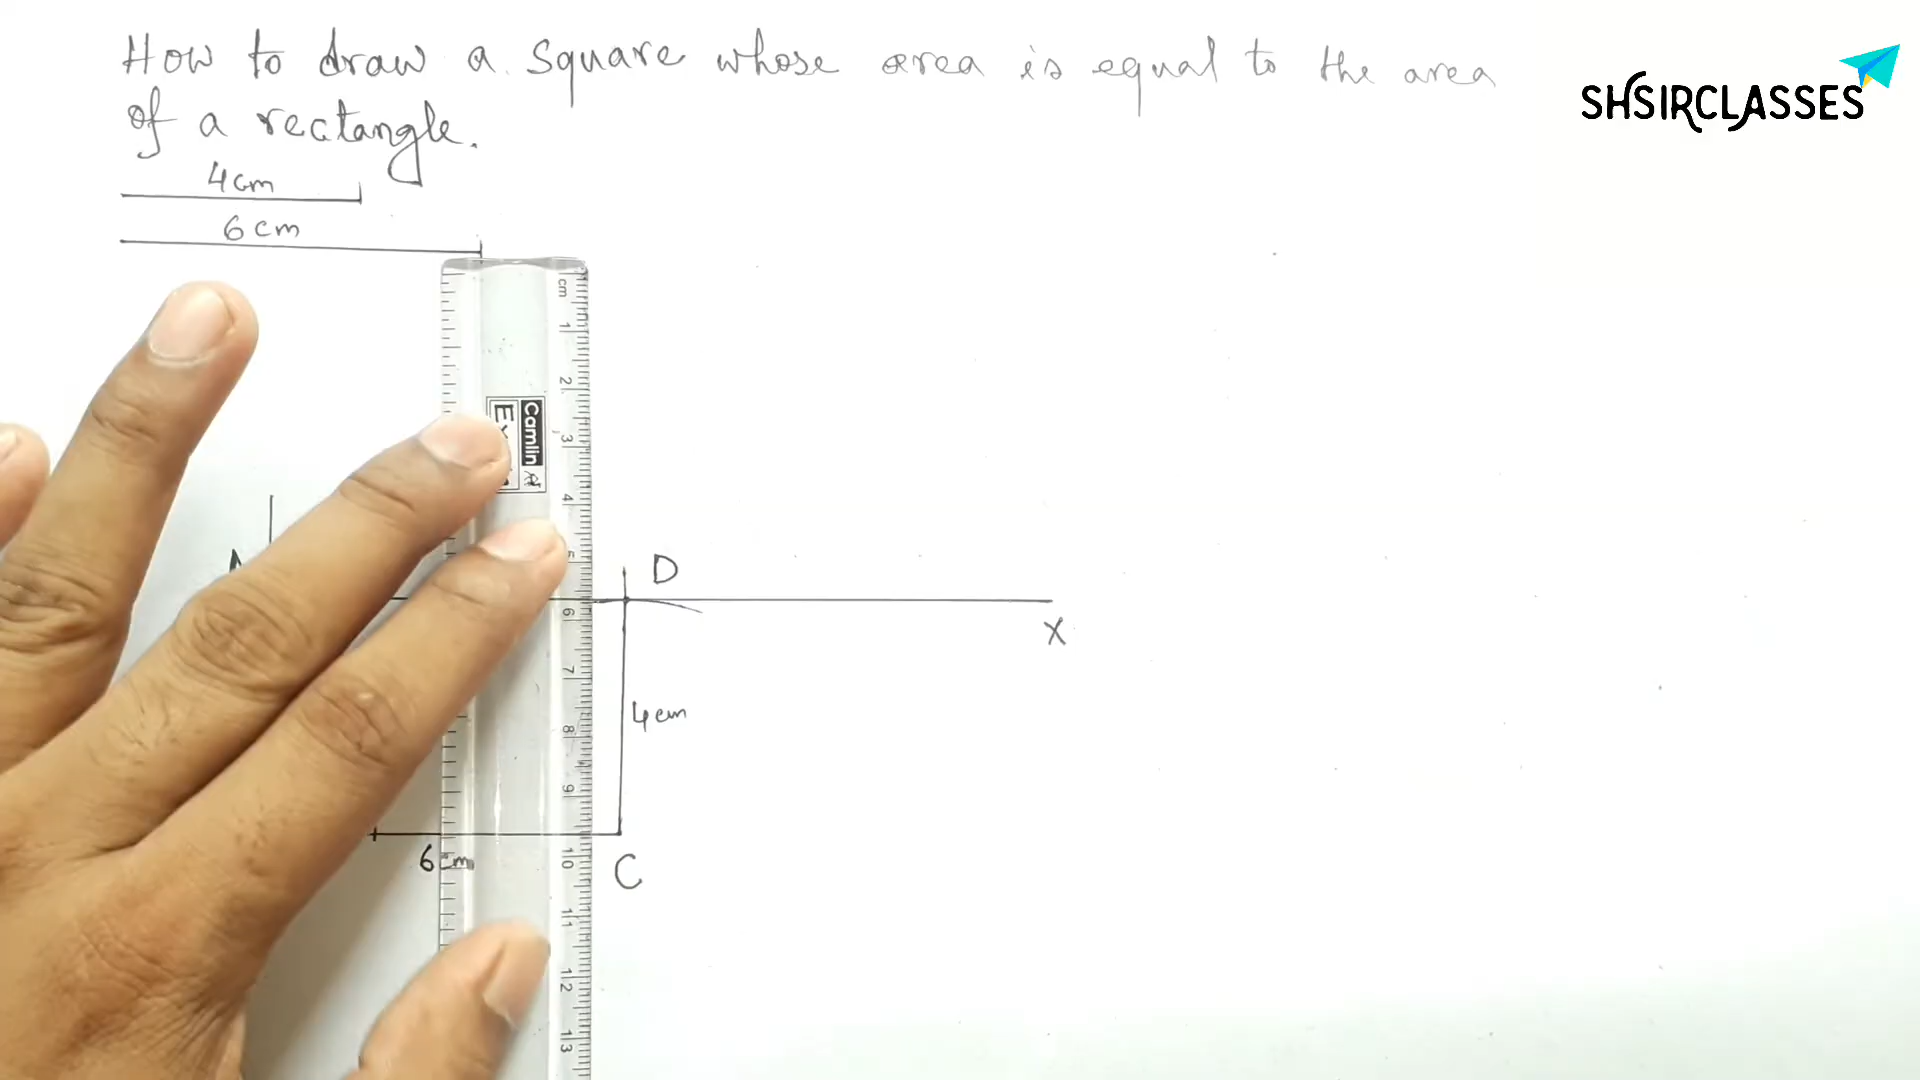 How to draw a square whose area is equal to the area
SHSIRCLASSES
of a rectangle.
4cm
6cm
cm 1 2 3 4 5 6 7 8 9 10 11 12 13
Camlin
D
X
4cm
6cm
C